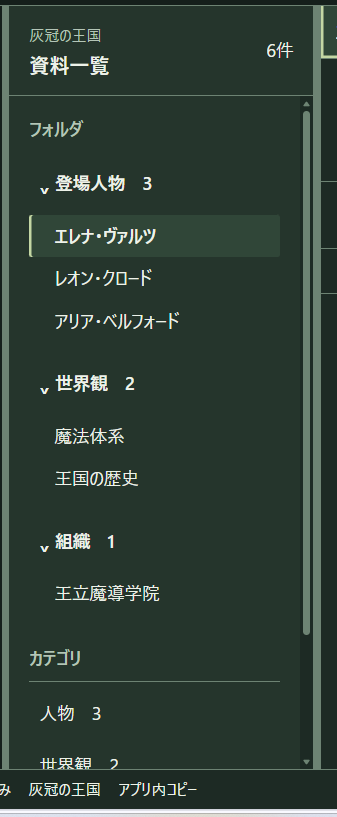 灰冠の王国
資料一覧
6件
フォルダ
登場人物 3
エレナ・ヴァルツ
レオン・クロード
アリア・ベルフォード
世界観 2
魔法体系
王国の歴史
組織 1
王立魔導学院
カテゴリ
人物 3
世界観 2
み 灰冠の王国 アプリ内コピー